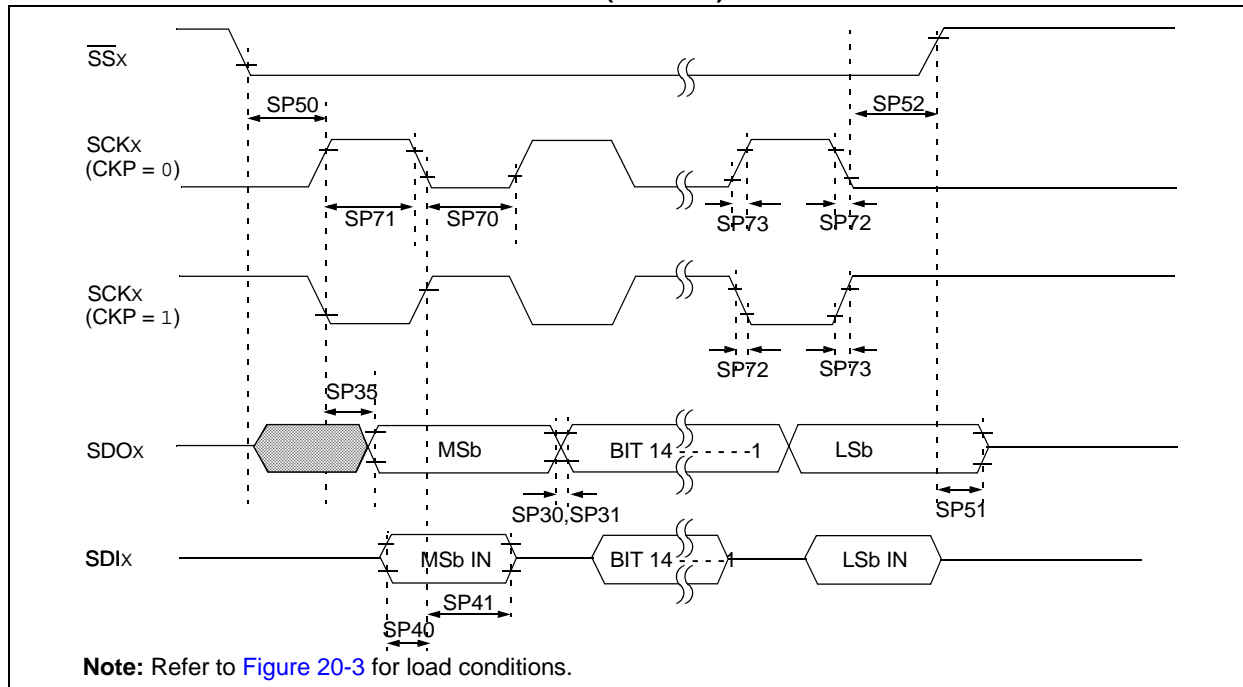 SSx
SP50
SP52
SCKx
(CKP = 0)
SP71
SP70
SP73
SP72
SCKx
(CKP = 1)
SP72
SP73
SP35
SDOx
MSb
BIT 14 - - - - - -1
LSb
SP30,SP31
SP51
SDIx
MSb IN
BIT 14 - - - -1
LSb IN
SP41
SP40
Note: Refer to Figure 20-3 for load conditions.